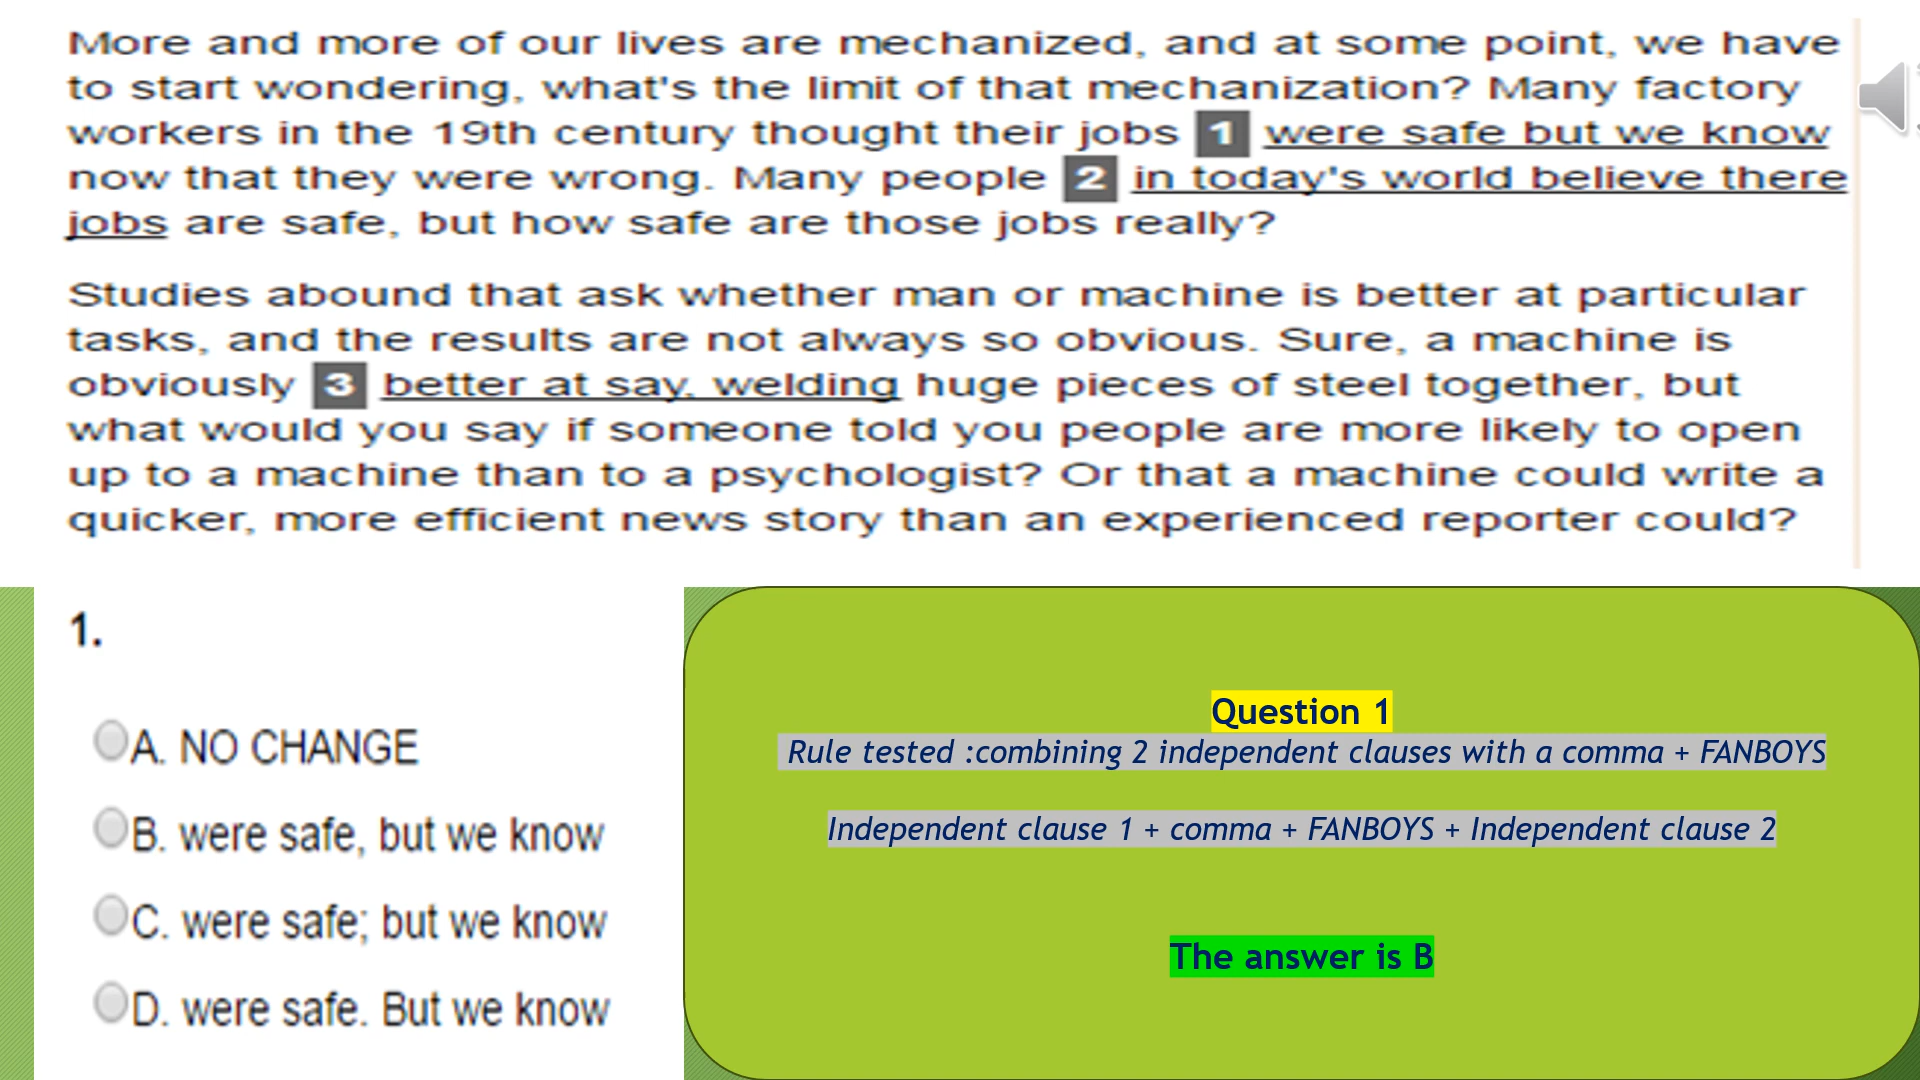 More and more of our lives are mechanized, and at some point, we have
to start wondering, what's the limit of that mechanization? Many factory
workers in the 19th century thought their jobs 1 were safe but we know
now that they were wrong. Many people 2 in today's world believe there
jobs are safe, but how safe are those jobs really?
Studies abound that ask whether man or machine is better at particular
tasks, and the results are not always so obvious. Sure, a machine is
obviously 3 better at say, welding huge pieces of steel together, but
what would you say if someone told you people are more likely to open
up to a machine than to a psychologist? Or that a machine could write a
quicker, more efficient news story than an experienced reporter could?
1.
A. NO CHANGE
B. were safe, but we know
C. were safe; but we know
D. were safe. But we know
Question 1
Rule tested :combining 2 independent clauses with a comma + FANBOYS
Independent clause 1 + comma + FANBOYS + Independent clause 2
The answer is B